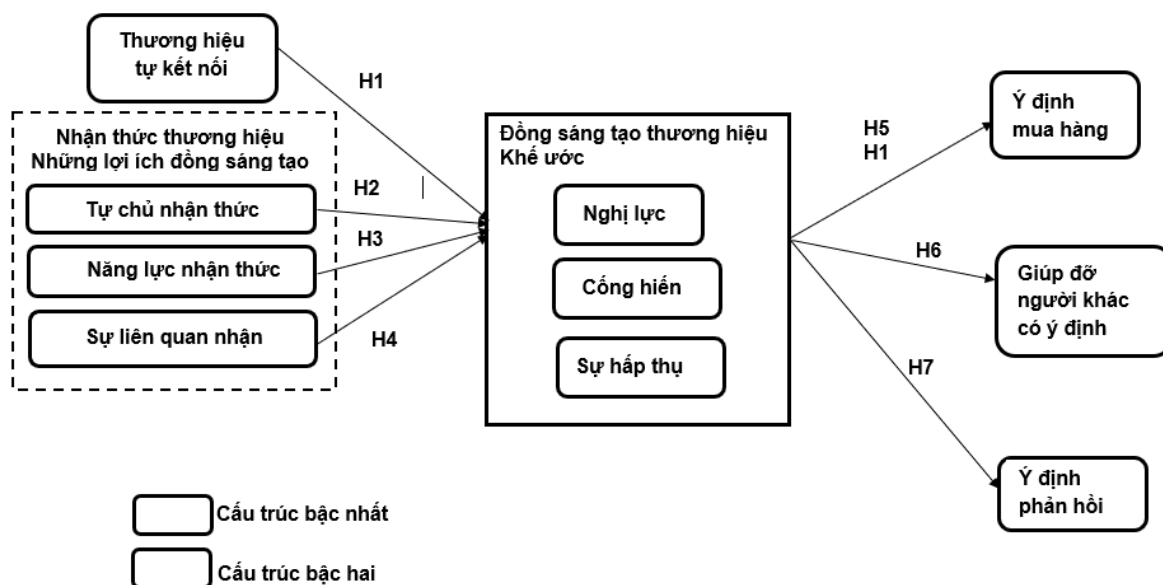 Thương hiệu
tự kết nối
H1
Nhận thức thương hiệu
Những lợi ích đồng sáng tạo
Tự chủ nhận thức
Năng lực nhận thức
Sự liên quan nhận
H2
H3
H4
Đồng sáng tạo thương hiệu
Khế ước
Nghị lực
Cống hiến
Sự hấp thụ
H5
H1
H6
H7
Ý định
mua hàng
Giúp đỡ
người khác
có ý định
Ý định
phản hồi
Cấu trúc bậc nhất
Cấu trúc bậc hai